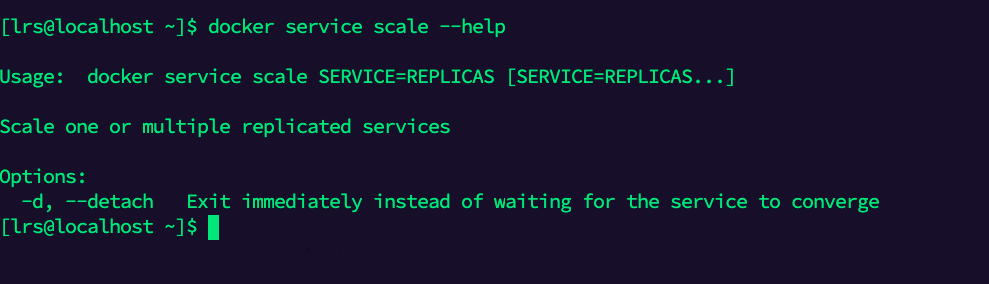 [lrs@localhost ~]$ docker service scale --help
Usage:  docker service scale SERVICE=REPLICAS [SERVICE=REPLICAS...]
Scale one or multiple replicated services
Options:
  -d, --detach   Exit immediately instead of waiting for the service to converge
[lrs@localhost ~]$